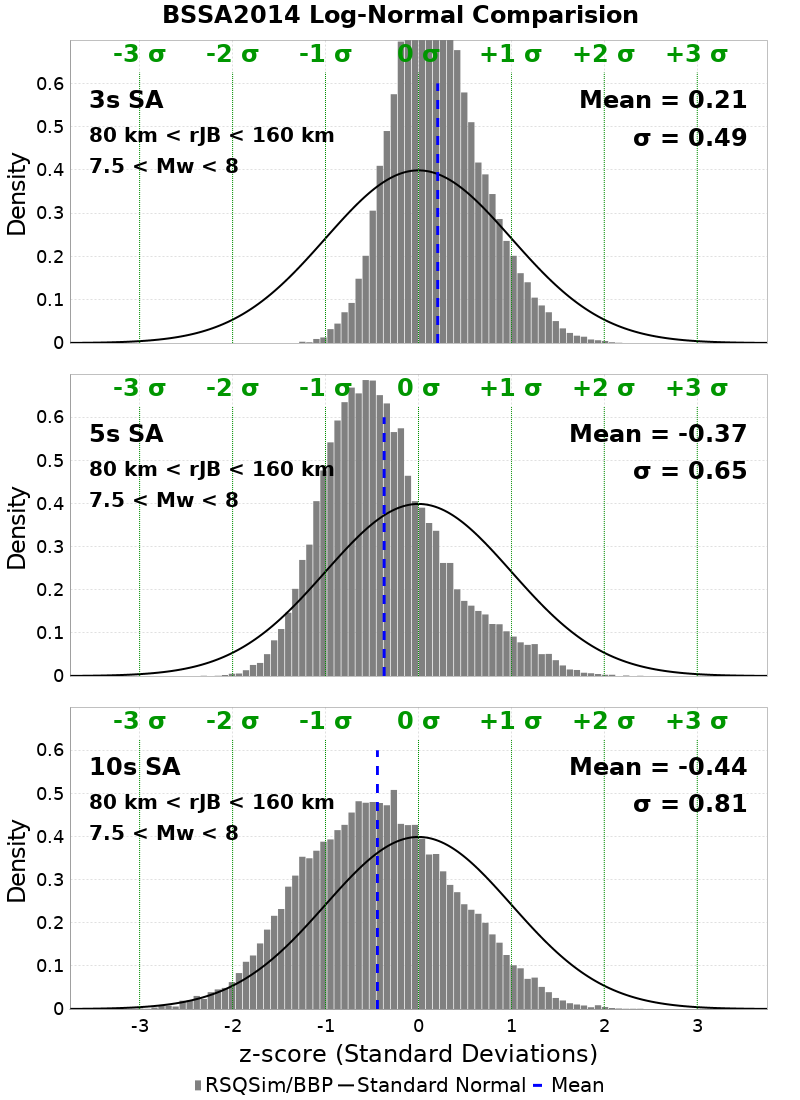 BSSA2014 Log-Normal Comparision
-3 σ -2 σ -1 σ 0 σ +1 σ +2 σ +3 σ
3s SA
80 km < rJB < 160 km
7.5 < Mw < 8
Mean = 0.21
σ = 0.49
Density
0.6
0.5
0.4
0.3
0.2
0.1
0
-3 σ -2 σ -1 σ 0 σ +1 σ +2 σ +3 σ
5s SA
80 km < rJB < 160 km
7.5 < Mw < 8
Mean = -0.37
σ = 0.65
Density
0.6
0.5
0.4
0.3
0.2
0.1
0
-3 σ -2 σ -1 σ 0 σ +1 σ +2 σ +3 σ
10s SA
80 km < rJB < 160 km
7.5 < Mw < 8
Mean = -0.44
σ = 0.81
Density
0.6
0.5
0.4
0.3
0.2
0.1
0
-3 -2 -1 0 1 2 3
z-score (Standard Deviations)
RSQSim/BBP Standard Normal Mean